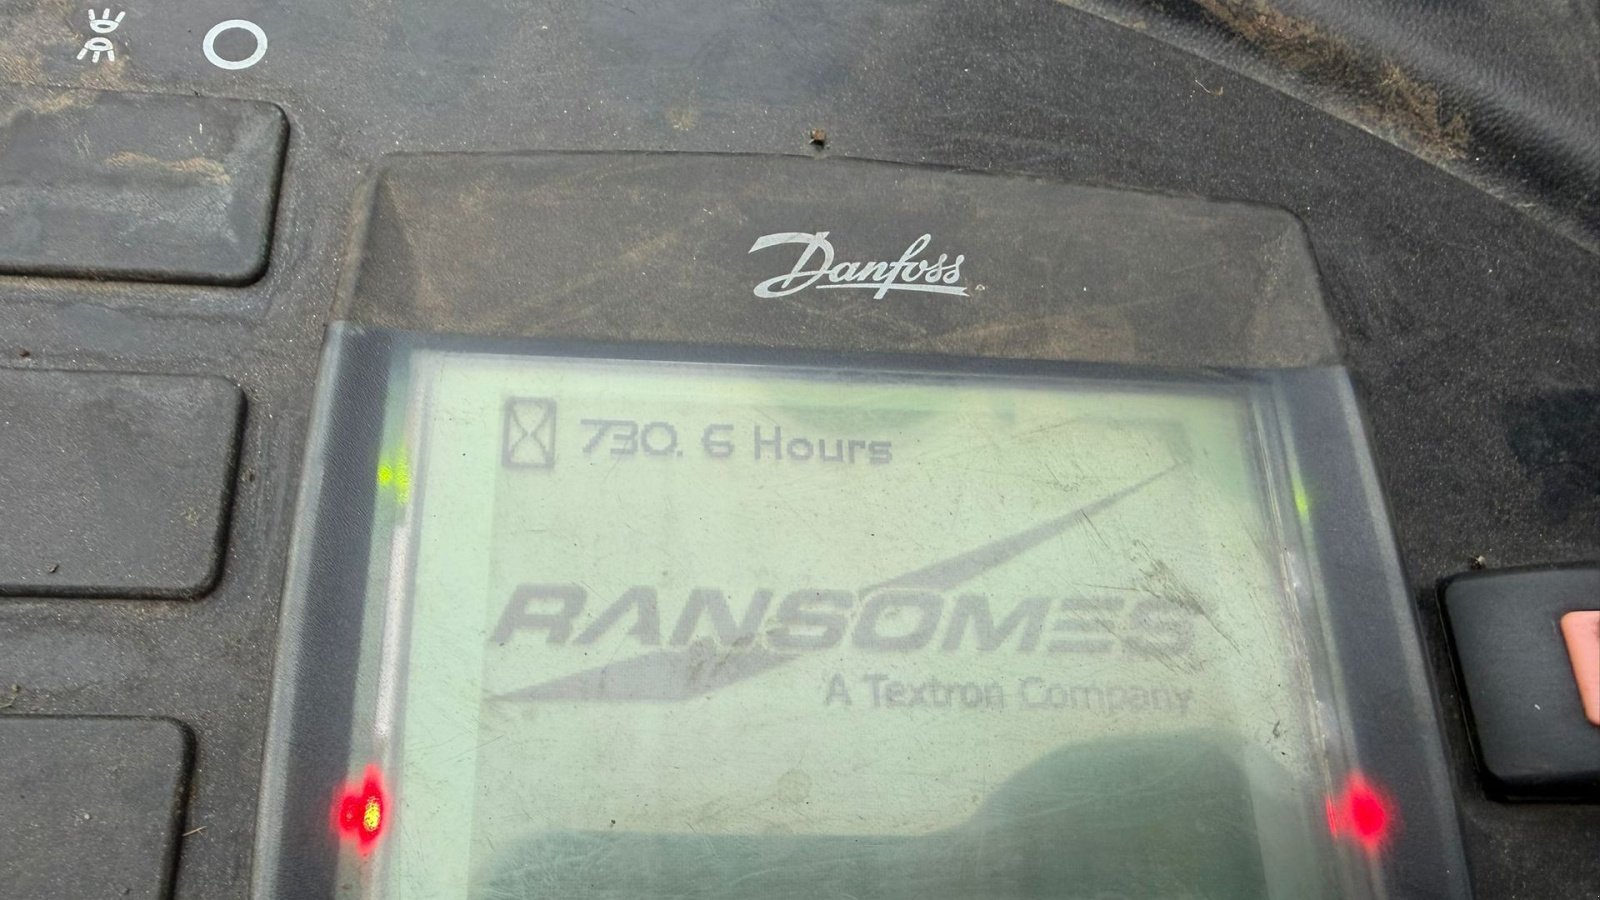 Danfoss
730.6 Hours
RANSOMES
A Textron Company